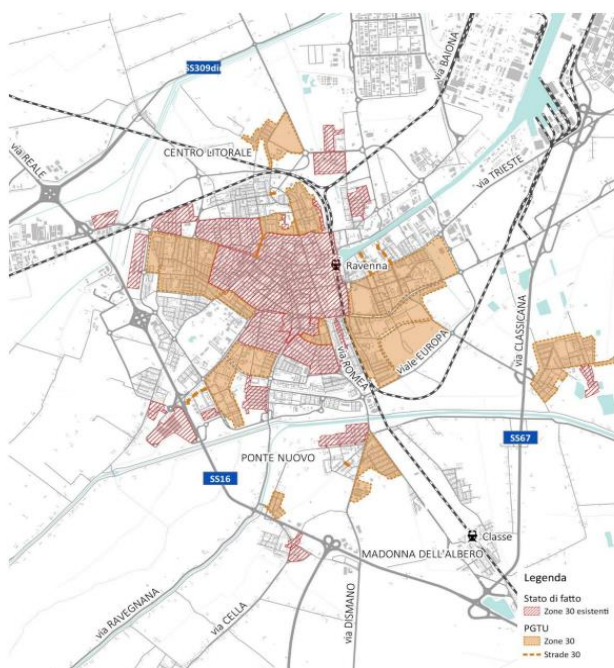 SS309dir
via BAIONA
CENTRO LITORALE
via REALE
via TRIESTE
Ravenna
via CLASSICANA
viale EUROPA
via ROMEA
SS67
PONTE NUOVO
SS16
Classe
MADONNA DELL'ALBERO
via RAVEGNANA
via CELLA
via DISMANO
Legenda
Stato di fatto
Zone 30 esistenti
PGTU
Zone 30
Strade 30